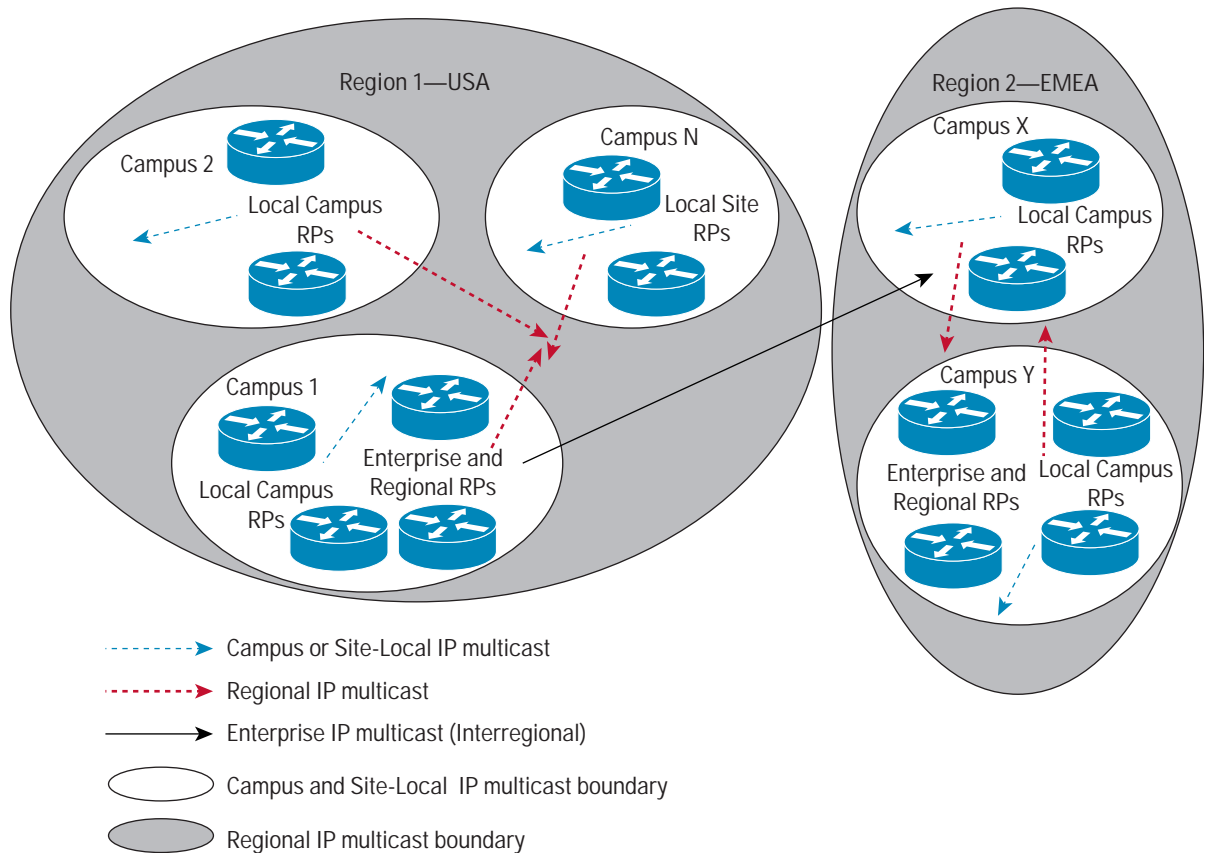 Region 1—USA
Campus 2
Local Campus
RPs
Campus N
Local Site
RPs
Campus 1
Local Campus
RPs
Enterprise and
Regional RPs
Region 2—EMEA
Campus X
Local Campus
RPs
Campus Y
Enterprise and
Regional RPs
Local Campus
RPs
Campus or Site-Local IP multicast
Regional IP multicast
Enterprise IP multicast (Interregional)
Campus and Site-Local IP multicast boundary
Regional IP multicast boundary